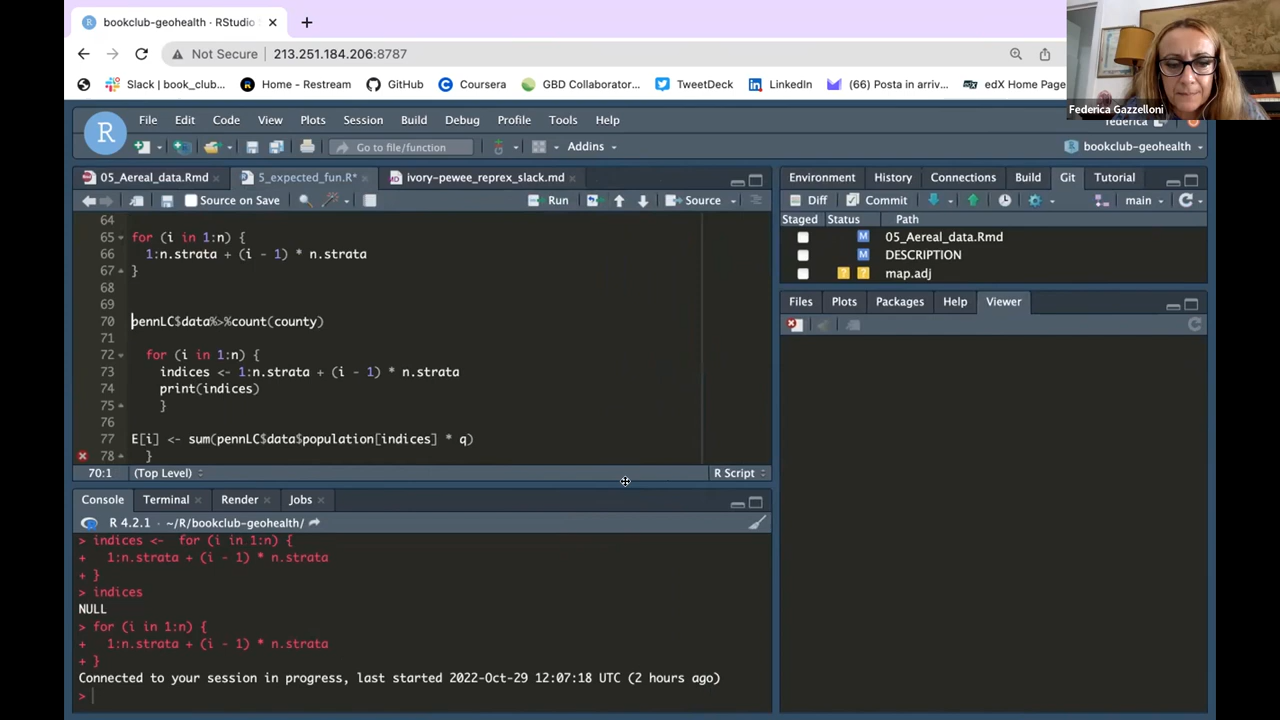 bookclub-geohealth · RStudio S
Not Secure 213.251.184.206:8787
Slack | book_club... Home - Restream GitHub Coursera GBD Collaborator... TweetDeck LinkedIn (66) Posta in arriv... edX Home Page
Federica Gazzelloni
File Edit Code View Plots Session Build Debug Profile Tools Help
federica
Go to file/function Addins
bookclub-geohealth
05_Aereal_data.Rmd 5_expected_fun.R* ivory-pewee_reprex_slack.md
Source on Save Run Source
64
65 for (i in 1:n) {
66 1:n.strata + (i - 1) * n.strata
67 }
68
69
70 pennLC$data%>%count(county)
71
72 for (i in 1:n) {
73 indices <- 1:n.strata + (i - 1) * n.strata
74 print(indices)
75 }
76
77 E[i] <- sum(pennLC$data$population[indices] * q)
78 }
70:1 (Top Level) R Script
Console Terminal Render Jobs
R 4.2.1 · ~/R/bookclub-geohealth/
> indices <- for (i in 1:n) {
+ 1:n.strata + (i - 1) * n.strata
+ }
> indices
NULL
> for (i in 1:n) {
+ 1:n.strata + (i - 1) * n.strata
+ }
Connected to your session in progress, last started 2022-Oct-29 12:07:18 UTC (2 hours ago)
>
Environment History Connections Build Git Tutorial
Diff Commit main
Staged Status Path
M 05_Aereal_data.Rmd
M DESCRIPTION
? ? map.adj
Files Plots Packages Help Viewer